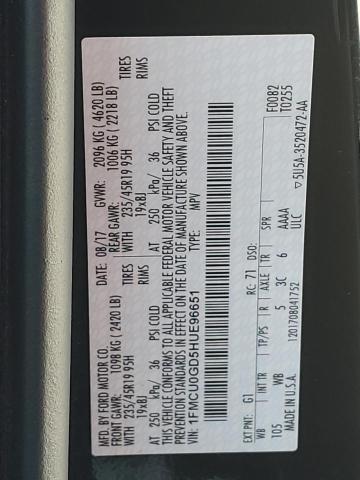 MFD. BY FORD MOTOR CO.
DATE: 08/17 GVWR: 2096 KG ( 4620 LB)
FRONT GAWR: 1098 KG ( 2420 LB) REAR GAWR: 1006 KG ( 2218 LB)
WITH 235/45R19 95H TIRES WITH 235/45R19 95H TIRES
19x8J RIMS 19x8J RIMS
AT 250 kPa/ 36 PSI COLD AT 250 kPa/ 36 PSI COLD
THIS VEHICLE CONFORMS TO ALL APPLICABLE FEDERAL MOTOR VEHICLE SAFETY AND THEFT
PREVENTION STANDARDS IN EFFECT ON THE DATE OF MANUFACTURE SHOWN ABOVE.
VIN: 1FMCU0GD5HUE96651
TYPE: MPV
F0082
T0255
EXT PNT: G1 RC: 71 DSO:
WB INT TR TP/PS R AXLE TR SPR
105 WB 5 3C 6 AAAA
ULC
MADE IN U.S.A. 1201708041752 ▽5U5A-3520472-AA